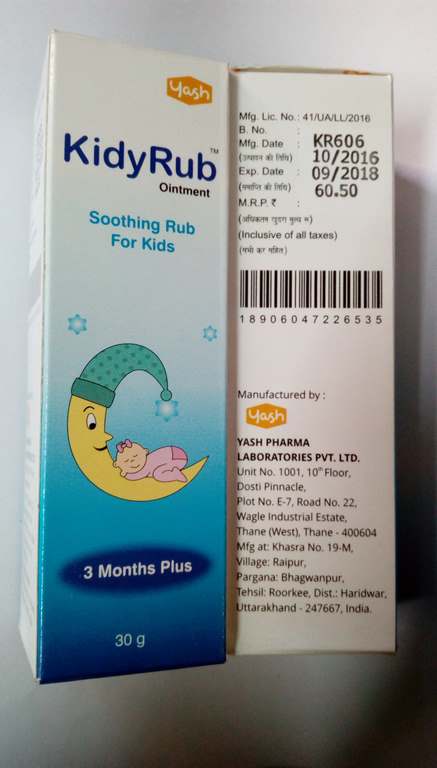 Yash
KidyRub™
Ointment
Soothing Rub
For Kids
3 Months Plus
30 g
Mfg. Lic. No.: 41/UA/LL/2016
B. No. : KR606
Mfg. Date : 10/2016
(उत्पादन की तिथि)
Exp. Date : 09/2018
(समाप्ति की तिथि) 60.50
M.R.P. ₹ :
(अधिकतम खुदरा मूल्य रू)
(Inclusive of all taxes)
(सभी कर सहित)
18906047226535
Manufactured by :
Yash
YASH PHARMA
LABORATORIES PVT. LTD.
Unit No. 1001, 10th Floor,
Dosti Pinnacle,
Plot No. E-7, Road No. 22,
Wagle Industrial Estate,
Thane (West), Thane - 400604
Mfg at: Khasra No. 19-M,
Village: Raipur,
Pargana: Bhagwanpur,
Tehsil: Roorkee, Dist.: Haridwar,
Uttarakhand - 247667, India.